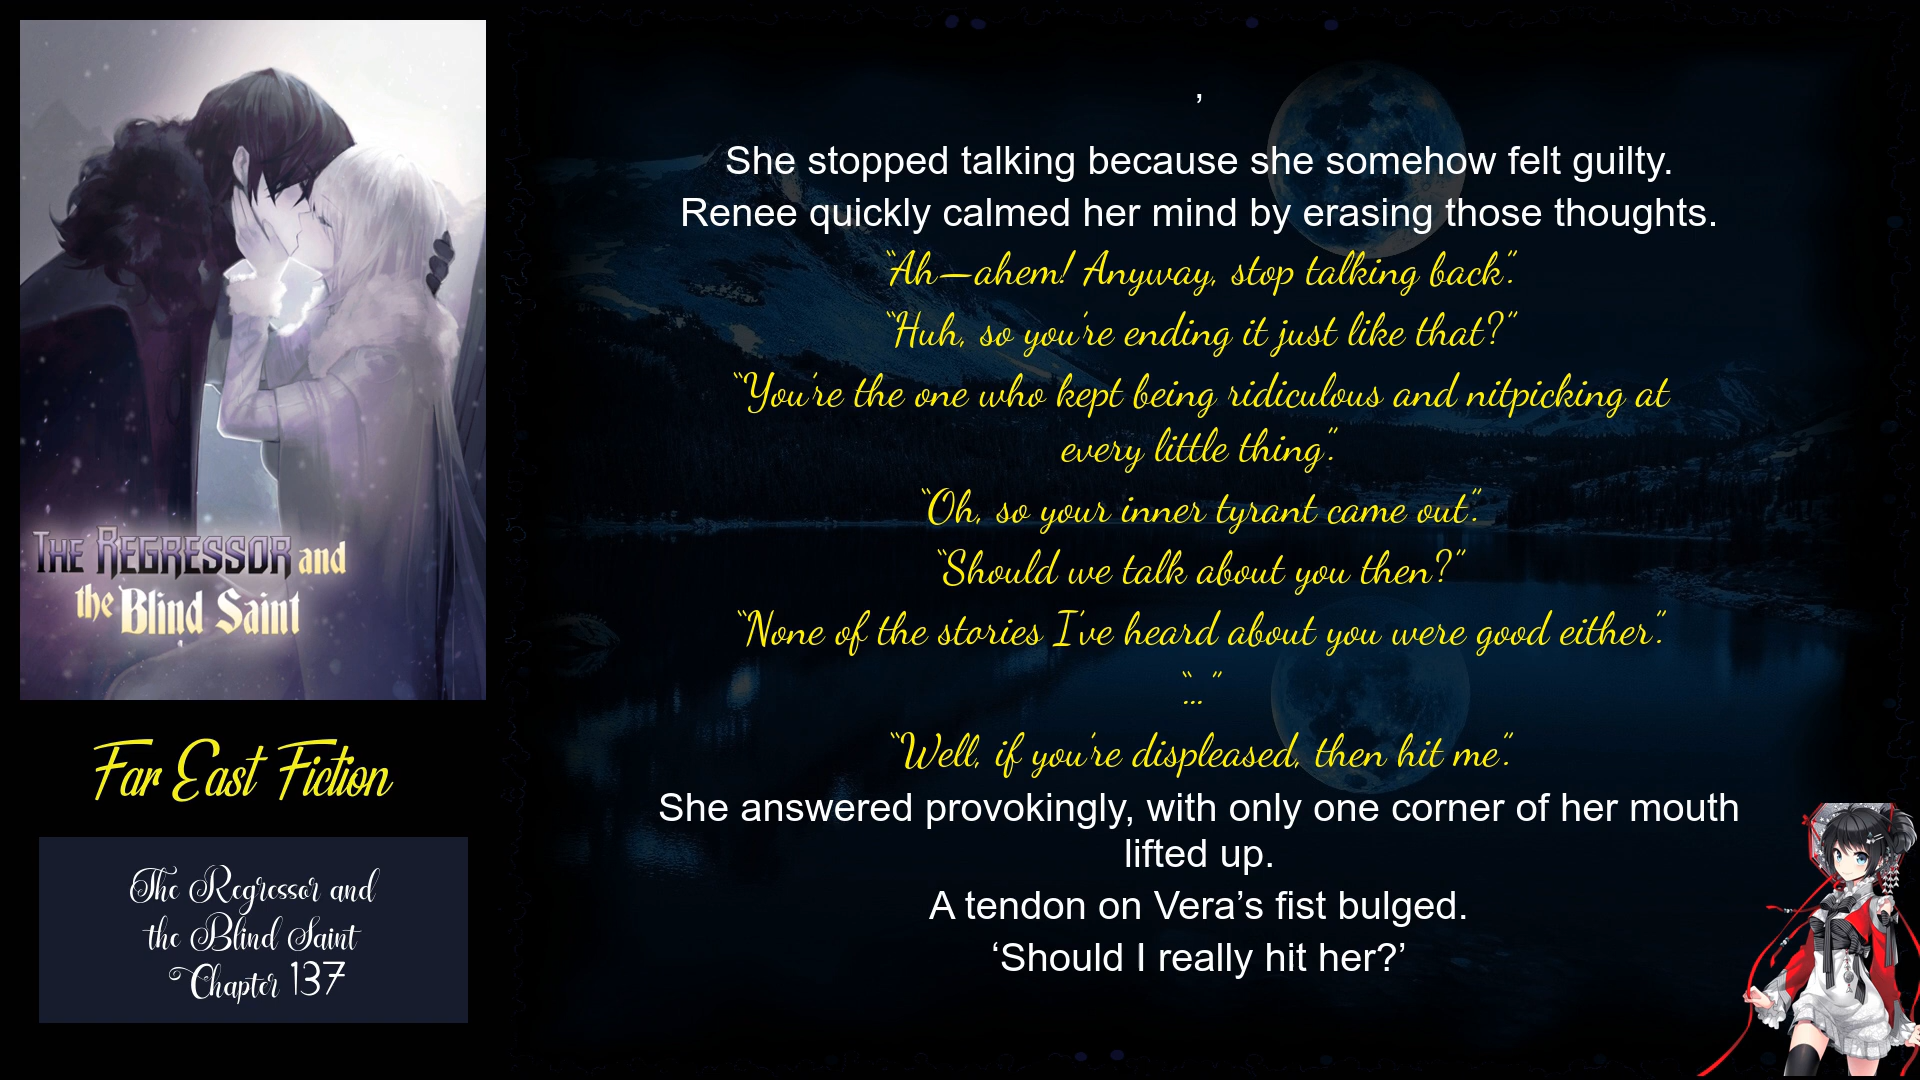 The Regressor and
the Blind Saint
Far East Fiction
The Regressor and
the Blind Saint
Chapter 137
’
She stopped talking because she somehow felt guilty.
Renee quickly calmed her mind by erasing those thoughts.
“Ah—ahem! Anyway, stop talking back”.
“Huh, so you’re ending it just like that?”
“You’re the one who kept being ridiculous and nitpicking at
every little thing”.
“Oh, so your inner tyrant came out”.
“Should we talk about you then?”
“None of the stories I’ve heard about you were good either”.
“…”
“Well, if you’re displeased, then hit me”.
She answered provokingly, with only one corner of her mouth
lifted up.
A tendon on Vera’s fist bulged.
‘Should I really hit her?’